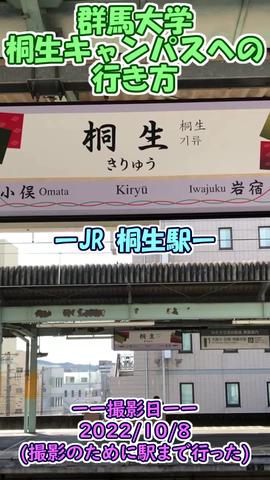 群馬大学
桐生キャンパスへの
行き方
桐生
桐生
기류
きりゅう
小俣 Omata
Kiryū
Iwajuku 岩宿
ーJR 桐生駅ー
桐生
ーー撮影日ーー
2022/10/8
(撮影のために駅まで行った)